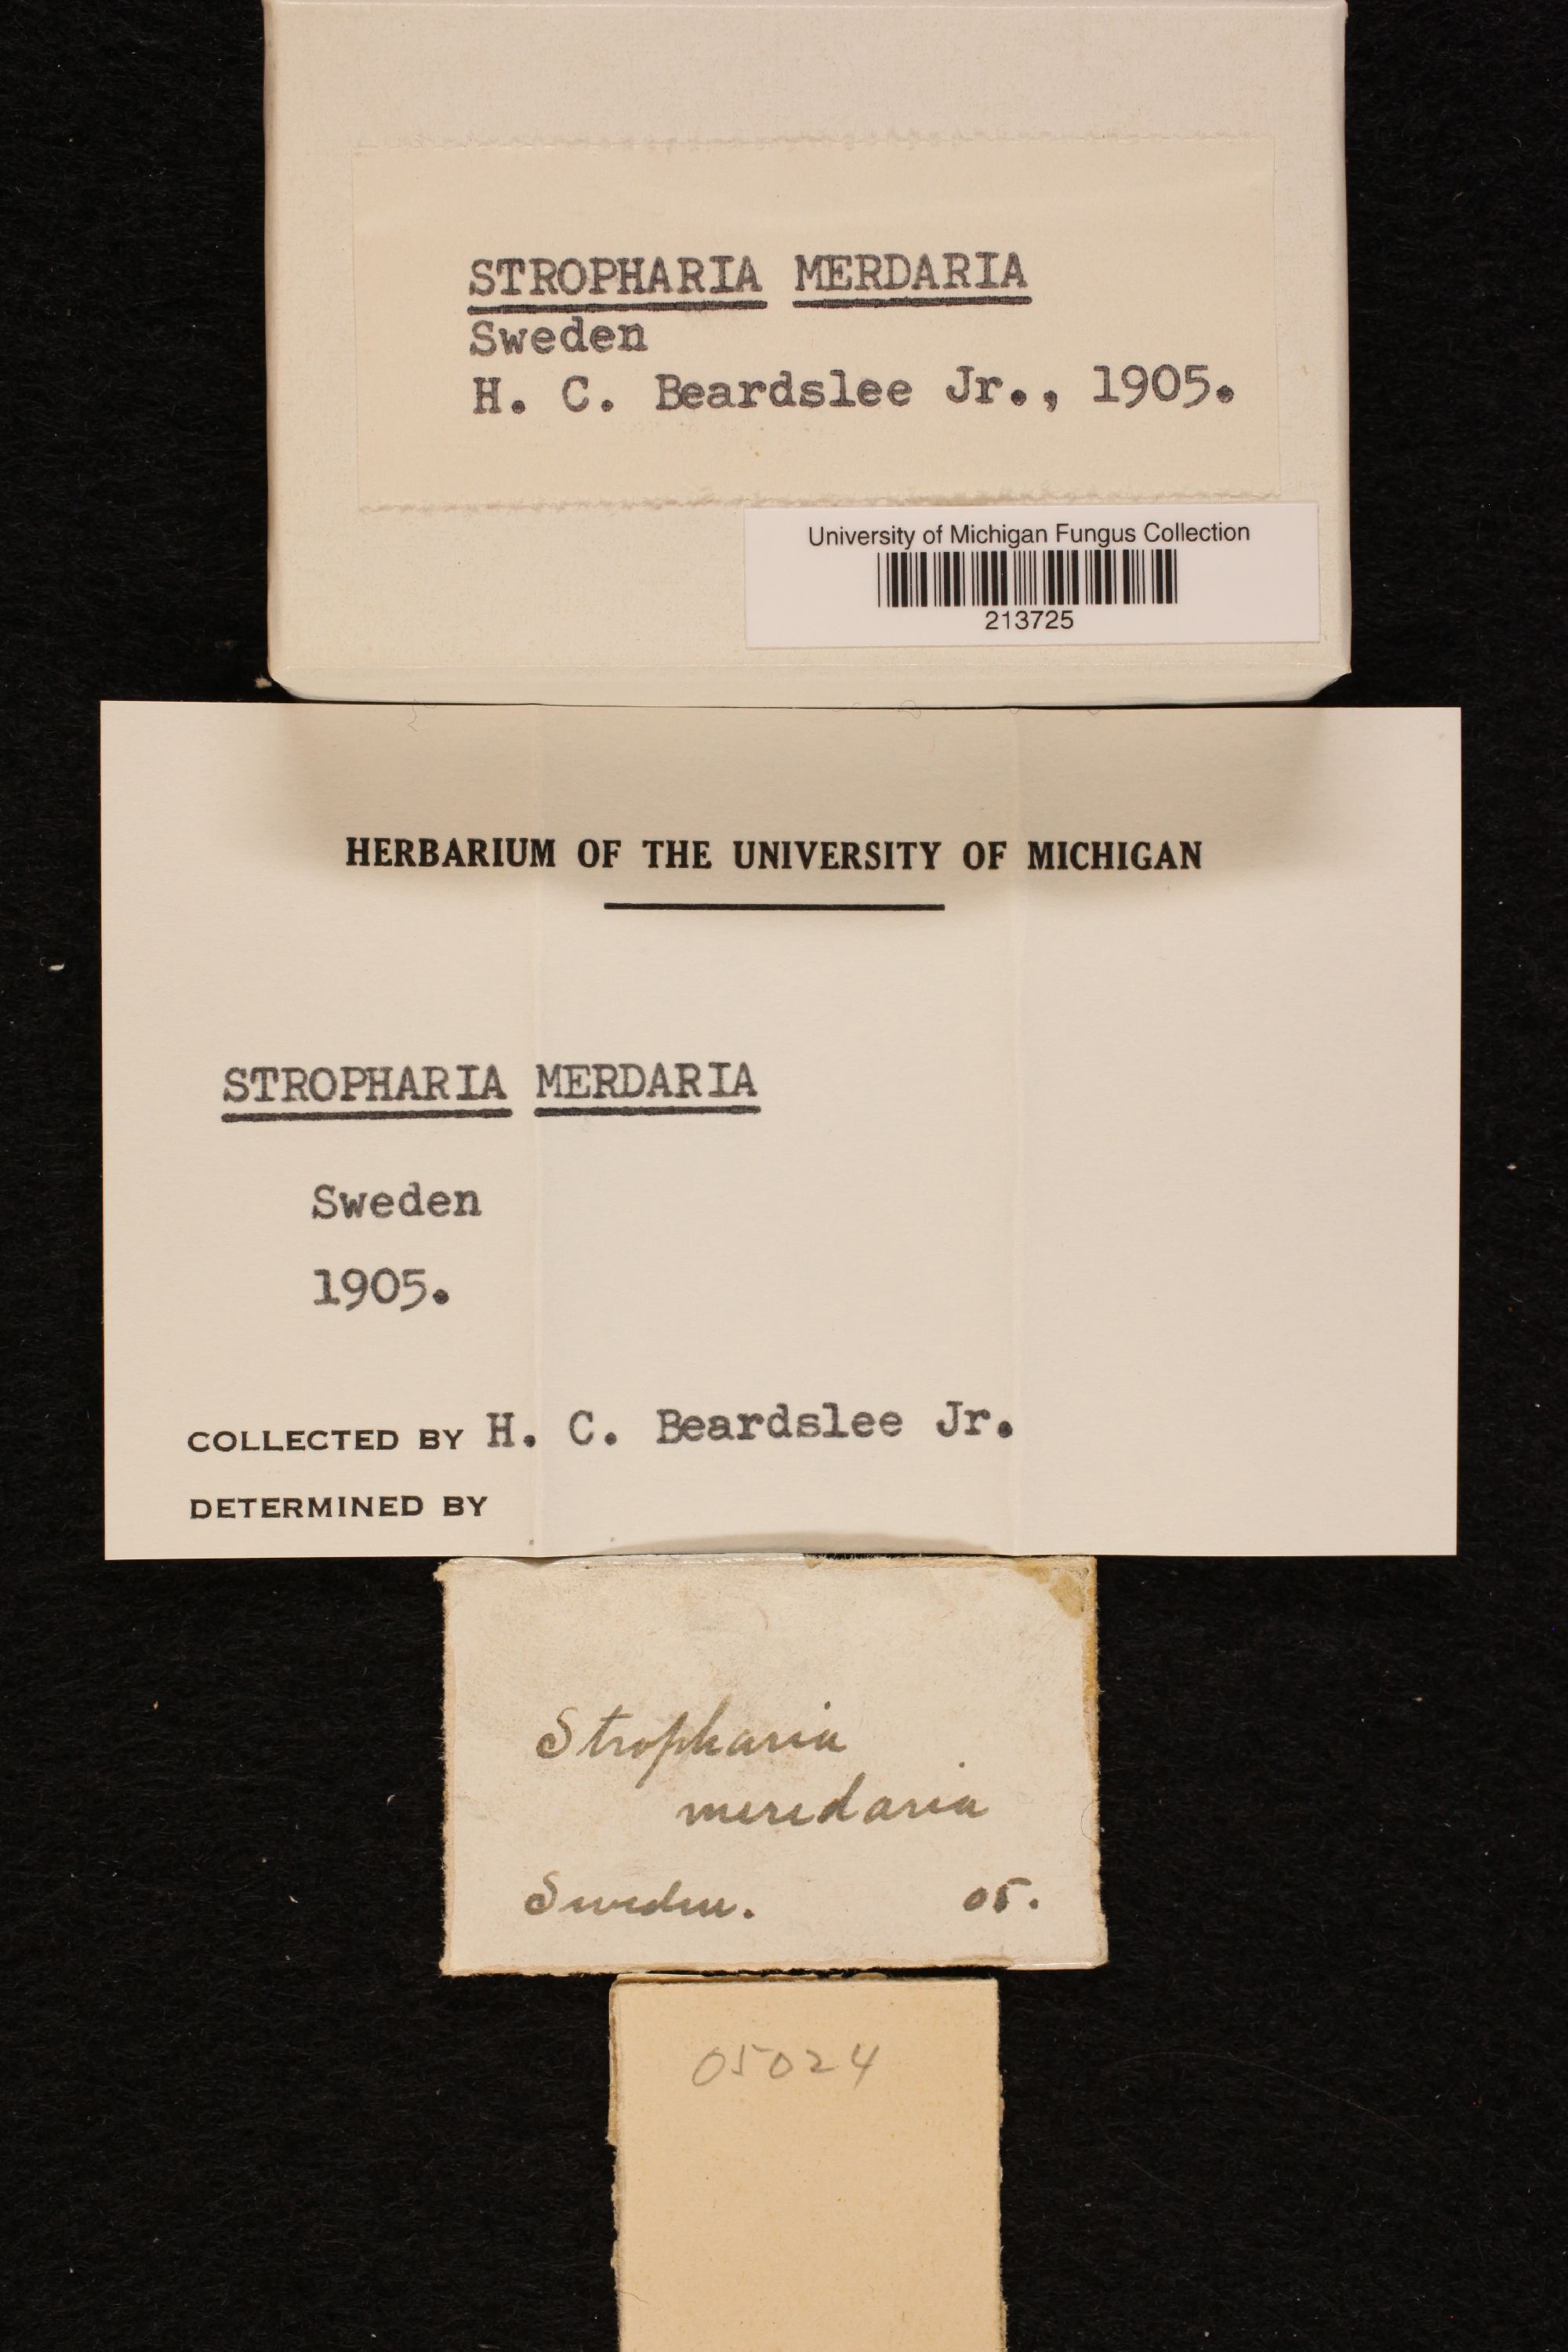 STROPHARIA MERDARIA
Sweden
H. C. Beardslee Jr., 1905.
University of Michigan Fungus Collection
213725
HERBARIUM OF THE UNIVERSITY OF MICHIGAN
STROPHARIA MERDARIA
Sweden
1905.
COLLECTED BY H. C. Beardslee Jr.
DETERMINED BY
Stropharia
meredaria
Sweden. 05.
05024